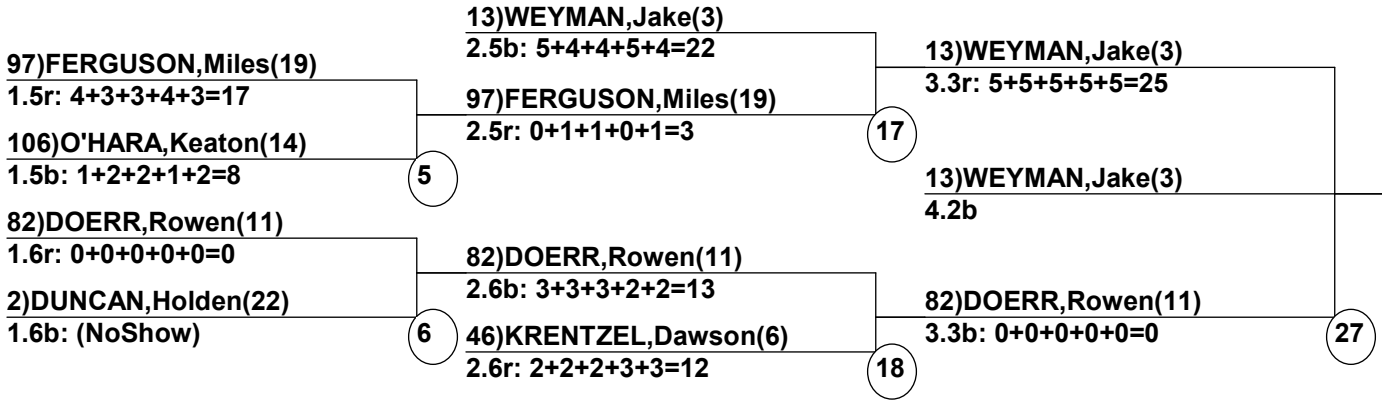 97)FERGUSON,Miles(19)
1.5r: 4+3+3+4+3=17
106)O'HARA,Keaton(14)
1.5b: 1+2+2+1+2=8
5
82)DOERR,Rowen(11)
1.6r: 0+0+0+0+0=0
2)DUNCAN,Holden(22)
1.6b: (NoShow)
6
13)WEYMAN,Jake(3)
2.5b: 5+4+4+5+4=22
97)FERGUSON,Miles(19)
2.5r: 0+1+1+0+1=3
17
82)DOERR,Rowen(11)
2.6b: 3+3+3+2+2=13
46)KRENTZEL,Dawson(6)
2.6r: 2+2+2+3+3=12
18
13)WEYMAN,Jake(3)
3.3r: 5+5+5+5+5=25
13)WEYMAN,Jake(3)
4.2b
82)DOERR,Rowen(11)
3.3b: 0+0+0+0+0=0
27